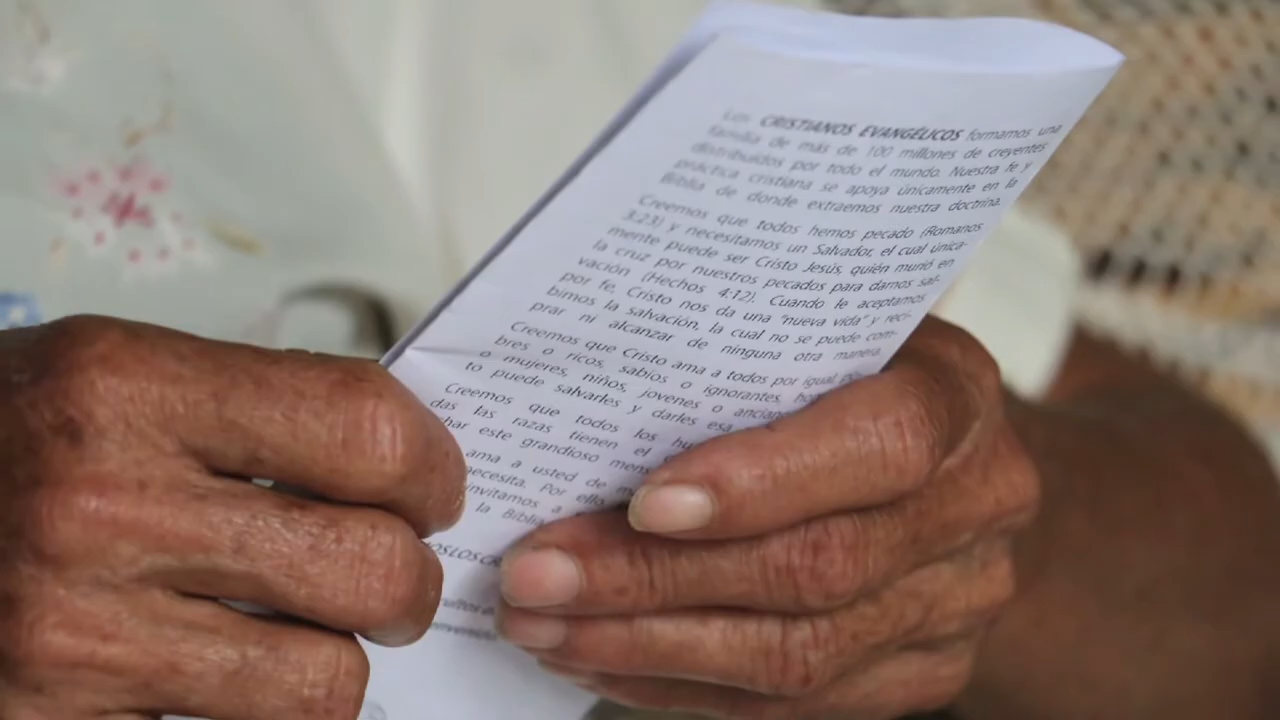 Los CRISTIANOS EVANGÉLICOS formamos una
familia de más de 100 millones de creyentes
distribuidos por todo el mundo. Nuestra fe y
práctica cristiana se apoya únicamente en la
Biblia de donde extraemos nuestra doctrina.
Creemos que todos hemos pecado (Romanos
3:23) y necesitamos un Salvador, el cual única-
mente puede ser Cristo Jesús, quién murió en
la cruz por nuestros pecados para darnos sal-
vación (Hechos 4:12). Cuando le aceptamos
por fe, Cristo nos da una "nueva vida" y reci-
bimos la salvación, la cual no se puede com-
prar ni alcanzar de ninguna otra manera.
Creemos que Cristo ama a todos por igual,
bres o ricos, sabios o ignorantes,
o mujeres, niños, jovenes o
to puede salvarles y darles
Creemos que todos los
das las razas tienen el
este grandioso
ama a usted de
Por ello
invitamos a
la Biblia